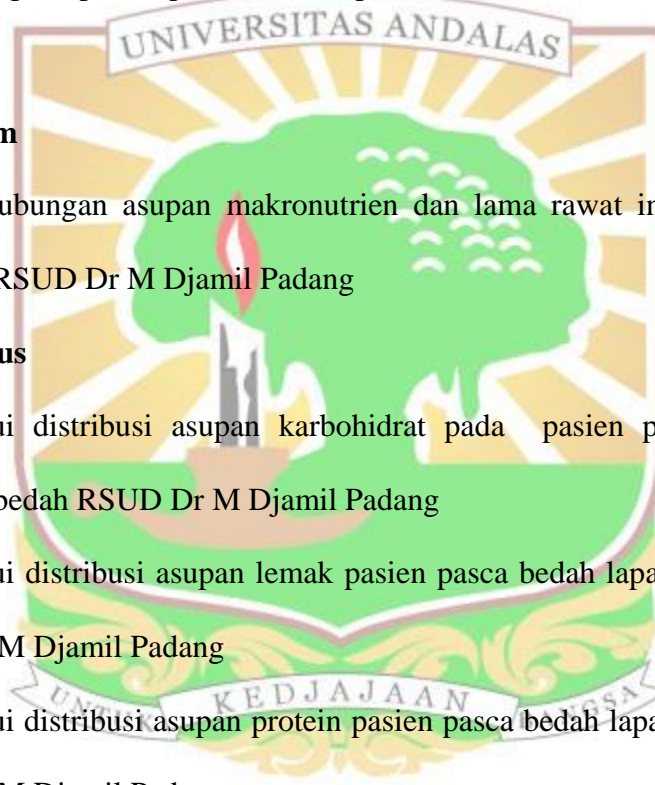 UNIVERSITAS ANDALAS
m
ubungan asupan makronutrien dan lama rawat in
RSUD Dr M Djamil Padang
us
ui distribusi asupan karbohidrat pada pasien p
bedah RSUD Dr M Djamil Padang
ui distribusi asupan lemak pasien pasca bedah lapa
M Djamil Padang
UNTUK KEDJAJAAN BANGSA
ui distribusi asupan protein pasien pasca bedah lapa